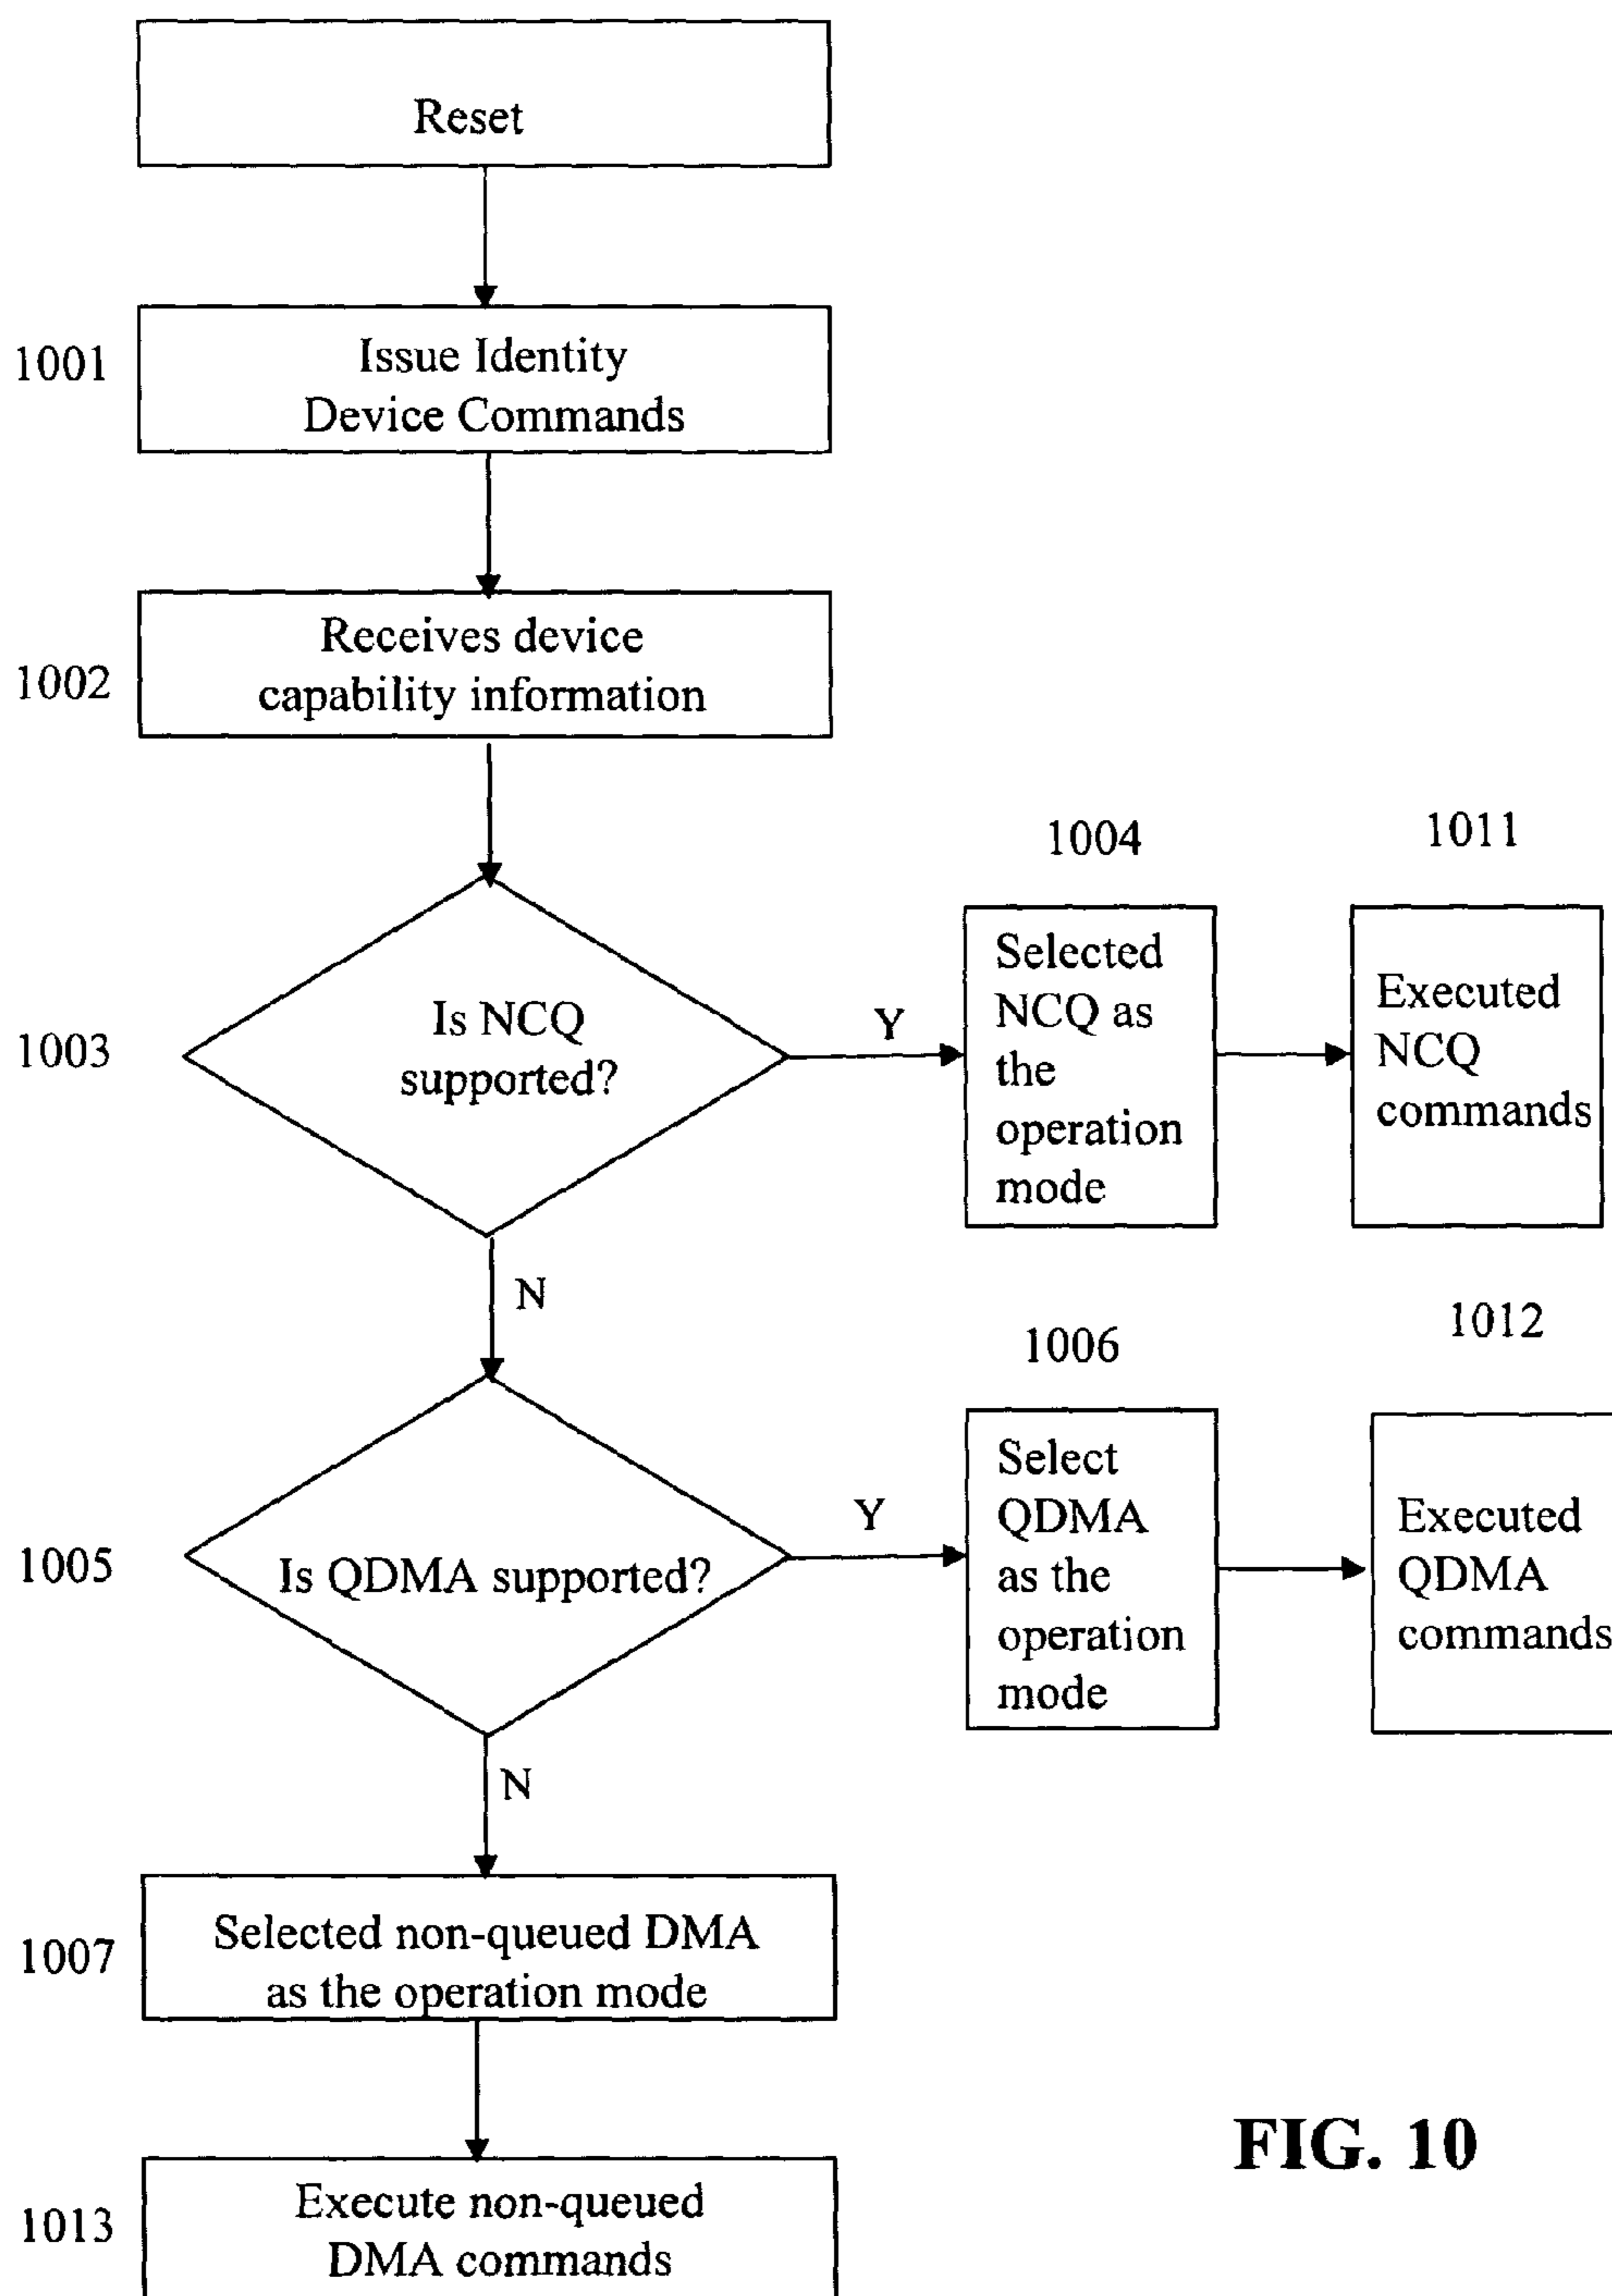 Reset
1001
Issue Identity
Device Commands
1002
Receives device
capability information
1003
Is NCQ
supported?
Y
N
1004
Selected
NCQ as
the
operation
mode
1011
Executed
NCQ
commands
1005
Is QDMA supported?
Y
N
1006
Select
QDMA
as the
operation
mode
1012
Executed
QDMA
commands
1007
Selected non-queued DMA
as the operation mode
1013
Execute non-queued
DMA commands
FIG. 10